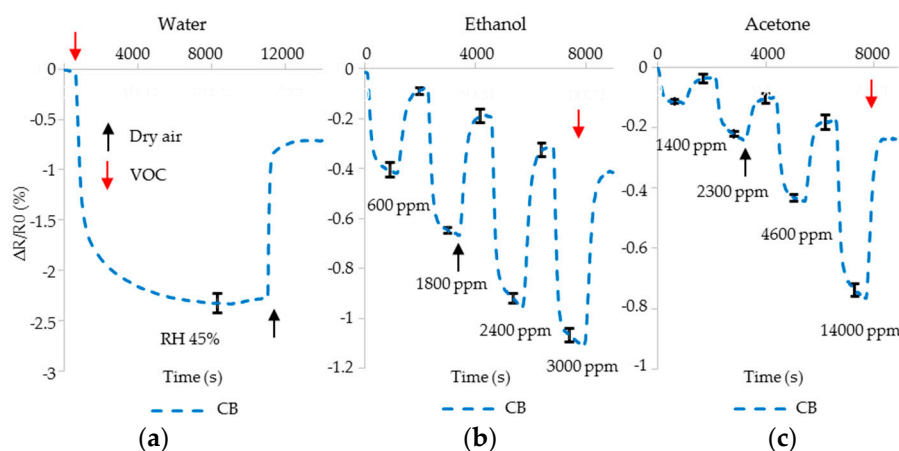 Water
4000 8000 12000
0
-0.5
-1
-1.5
-2
-2.5
-3
ΔR/R0 (%)
Dry air
VOC
RH 45%
Time (s)
CB
(a)
Ethanol
0 4000 8000
0
-0.2
-0.4
-0.6
-0.8
-1
-1.2
600 ppm
1800 ppm
2400 ppm
3000 ppm
Time (s)
CB
(b)
Acetone
0 4000 8000
0
-0.2
-0.4
-0.6
-0.8
-1
1400 ppm
2300 ppm
4600 ppm
14000 ppm
Time (s)
CB
(c)